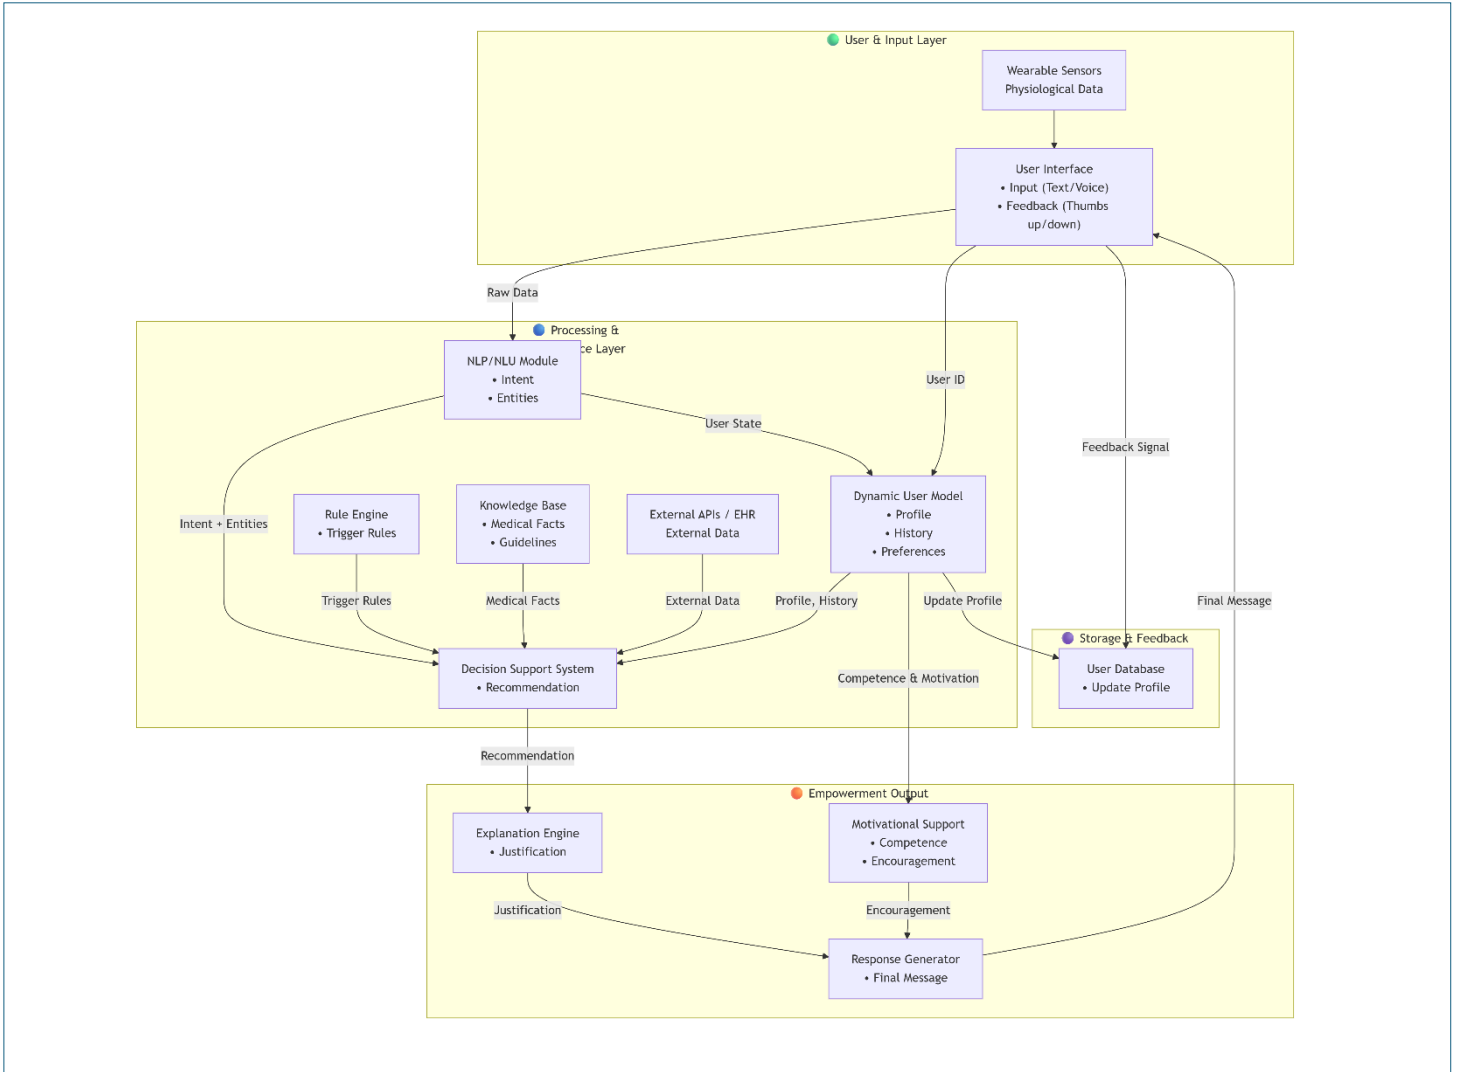 User & Input Layer
Wearable Sensors
Physiological Data
User Interface
• Input (Text/Voice)
• Feedback (Thumbs
up/down)
Raw Data
Processing &
ce Layer
NLP/NLU Module
• Intent
• Entities
User ID
User State
Feedback Signal
Dynamic User Model
• Profile
• History
• Preferences
Knowledge Base
• Medical Facts
• Guidelines
External APIs / EHR
External Data
Rule Engine
• Trigger Rules
Intent + Entities
Trigger Rules
Medical Facts
External Data
Profile, History
Update Profile
Final Message
Storage & Feedback
User Database
• Update Profile
Decision Support System
• Recommendation
Competence & Motivation
Recommendation
Empowerment Output
Explanation Engine
• Justification
Motivational Support
• Competence
• Encouragement
Justification
Encouragement
Response Generator
• Final Message